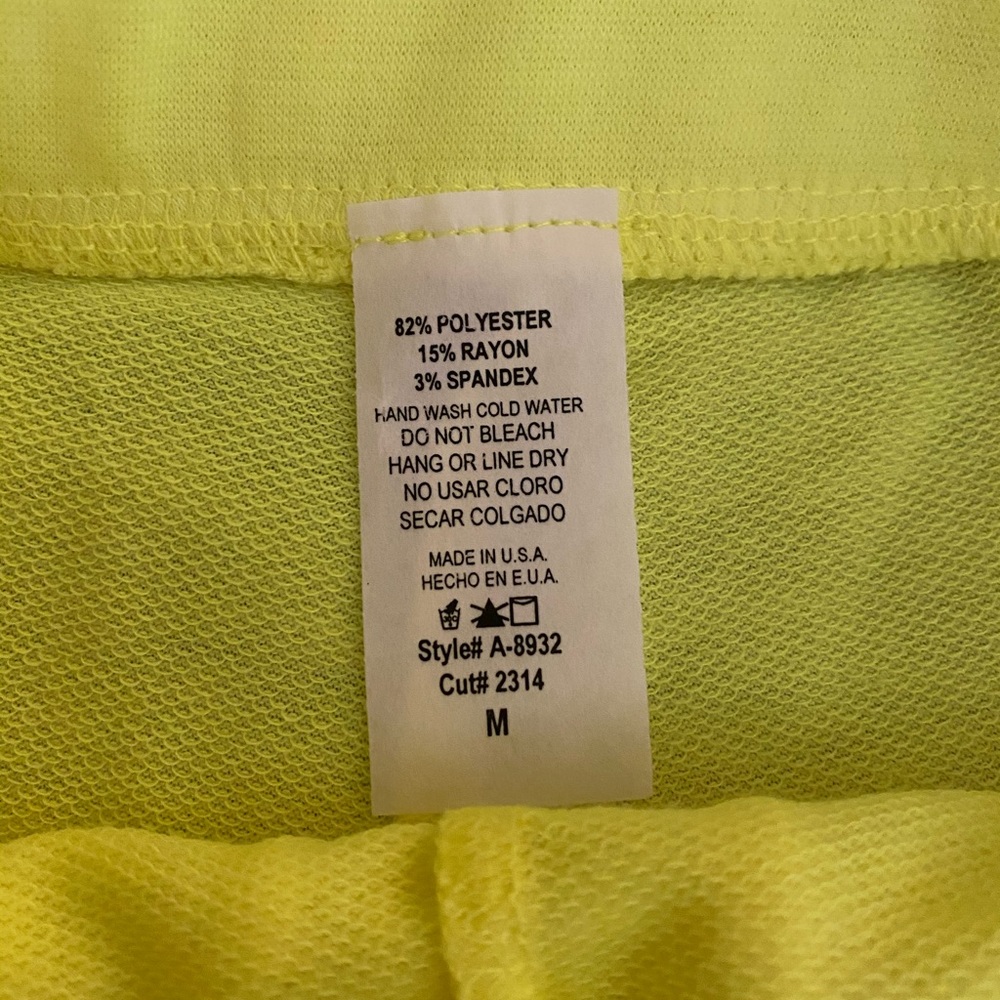 82% POLYESTER
15% RAYON
3% SPANDEX
HAND WASH COLD WATER
DO NOT BLEACH
HANG OR LINE DRY
NO USAR CLORO
SECAR COLGADO
MADE IN U.S.A.
HECHO EN E.U.A.
Style# A-8932
Cut# 2314
M